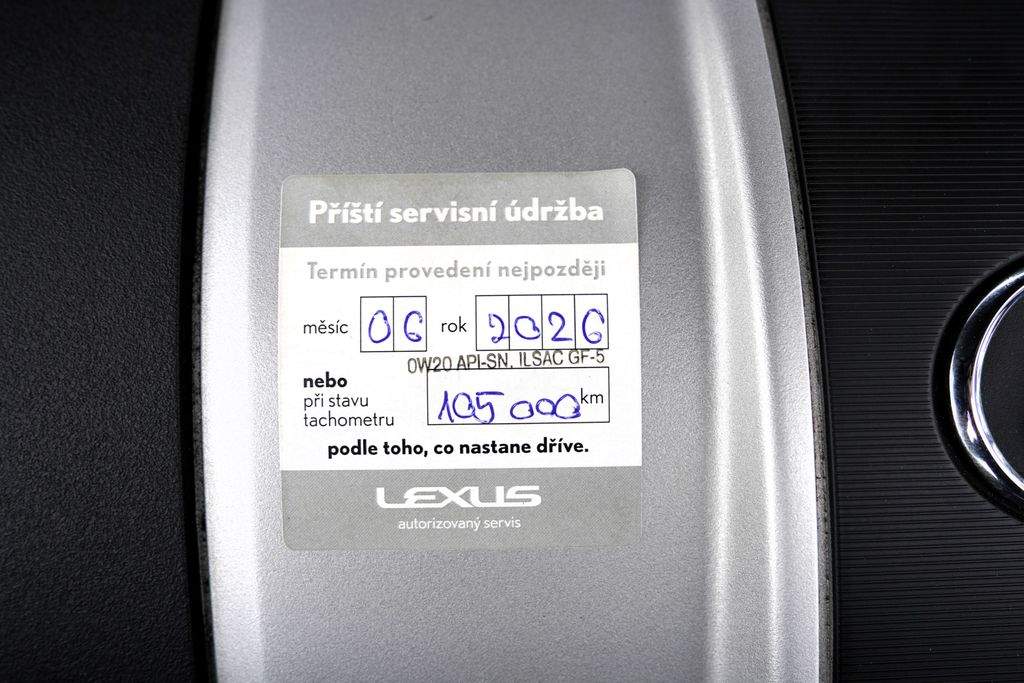 Příští servisní údržba
Termín provedení nejpozději
měsíc 06 rok 2026
0W20 API-SN, ILSAC GF-5
nebo
při stavu
tachometru 105 000 km
podle toho, co nastane dříve.
LEXUS
autorizovaný servis